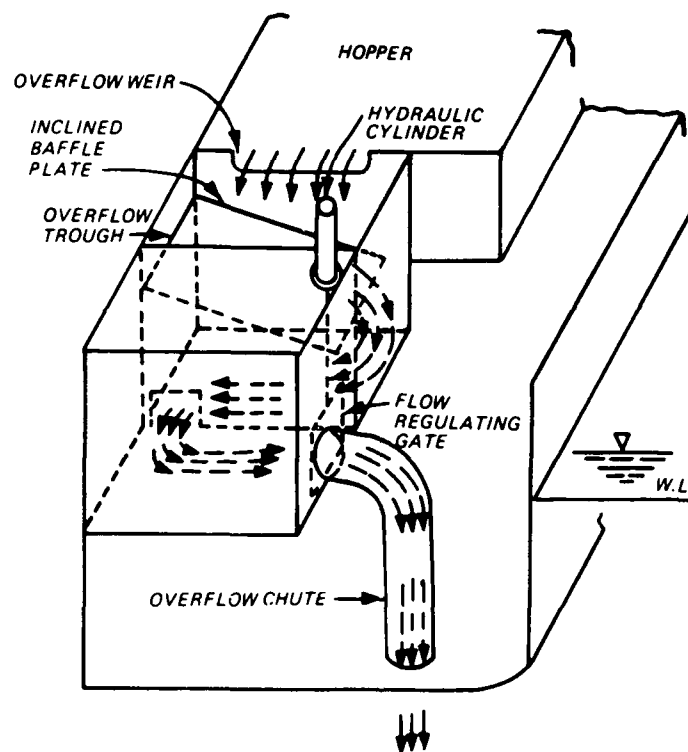 HOPPER
OVERFLOW WEIR
HYDRAULIC
CYLINDER
INCLINED
BAFFLE
PLATE
OVERFLOW
TROUGH
FLOW
REGULATING
GATE
W.L
OVERFLOW CHUTE